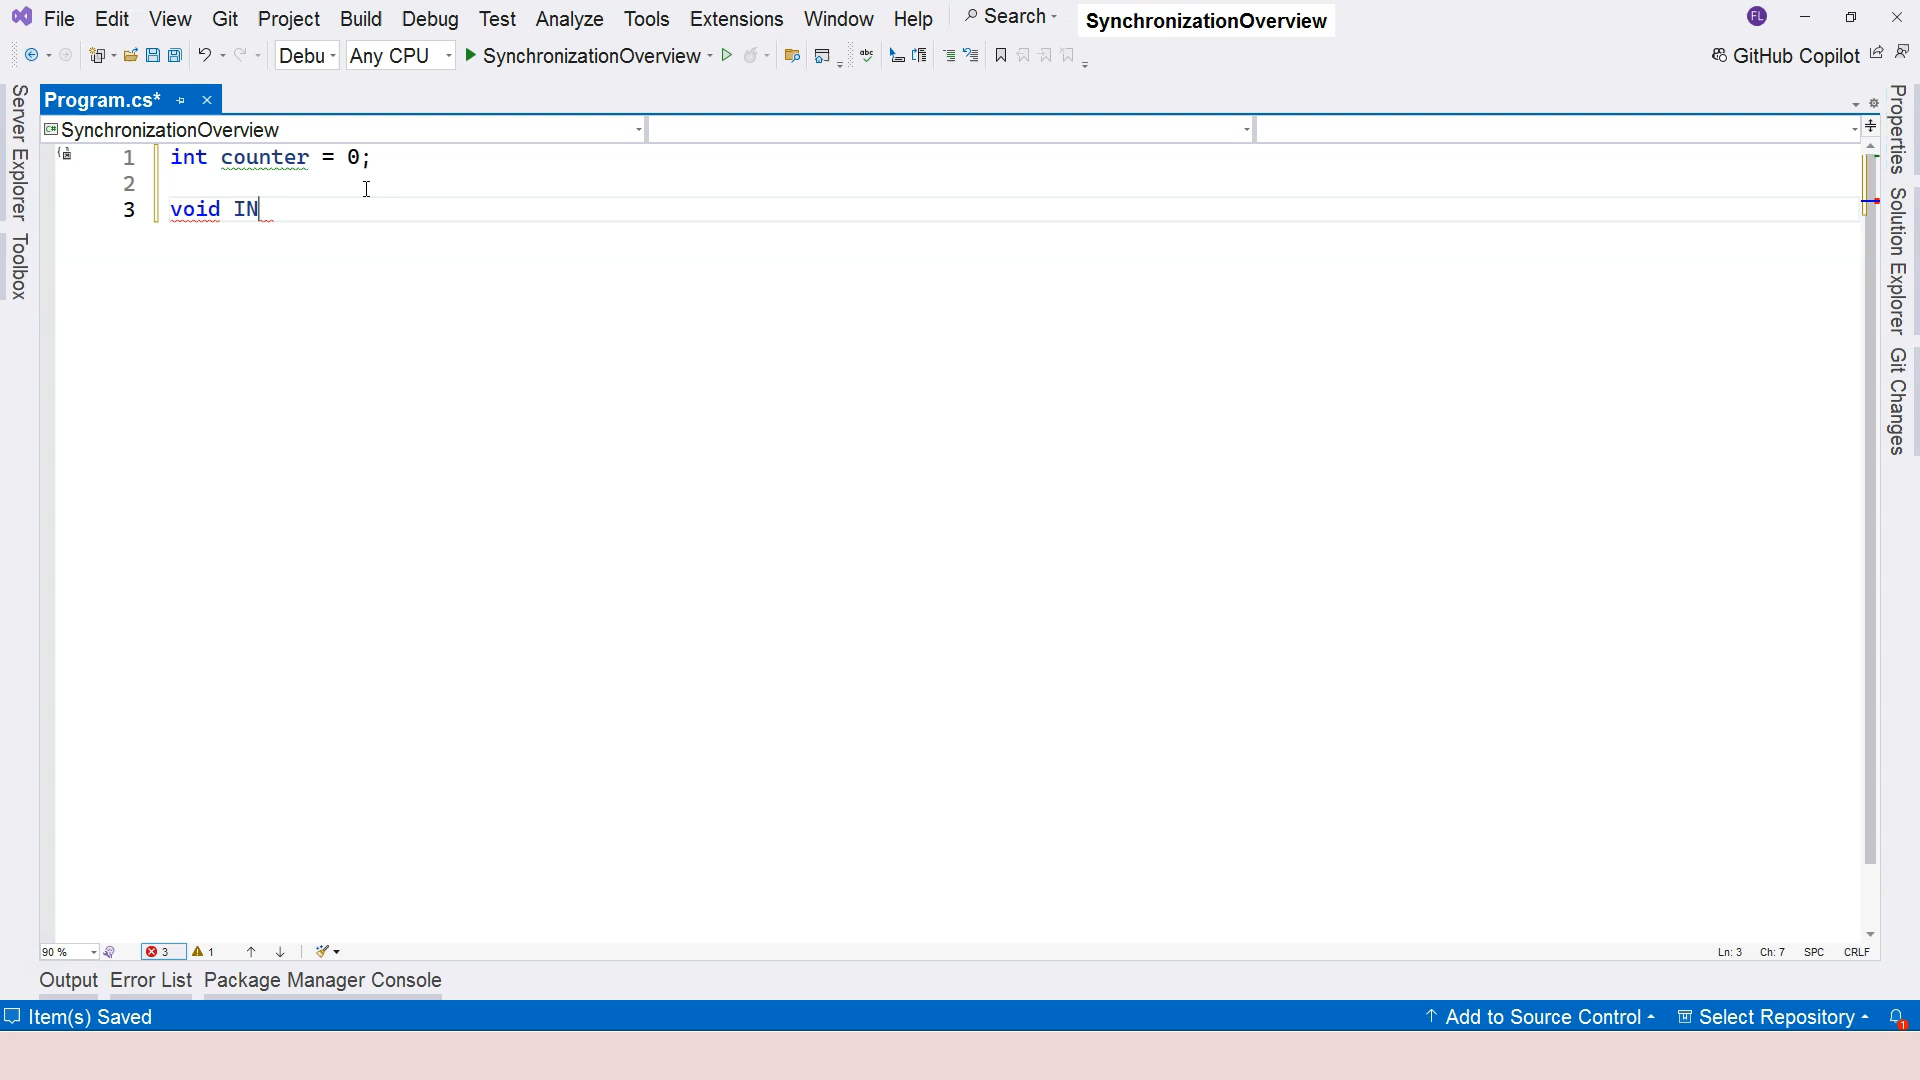 File Edit View Git Project Build Debug Test Analyze Tools Extensions Window Help Search SynchronizationOverview FL
Debu Any CPU SynchronizationOverview abc GitHub Copilot
Program.cs*
C# SynchronizationOverview
1 int counter = 0;
2
3 void IN
Server Explorer
Toolbox
Properties
Solution Explorer
Git Changes
90 % 3 1 Ln: 3 Ch: 7 SPC CRLF
Output Error List Package Manager Console
Item(s) Saved Add to Source Control Select Repository 1